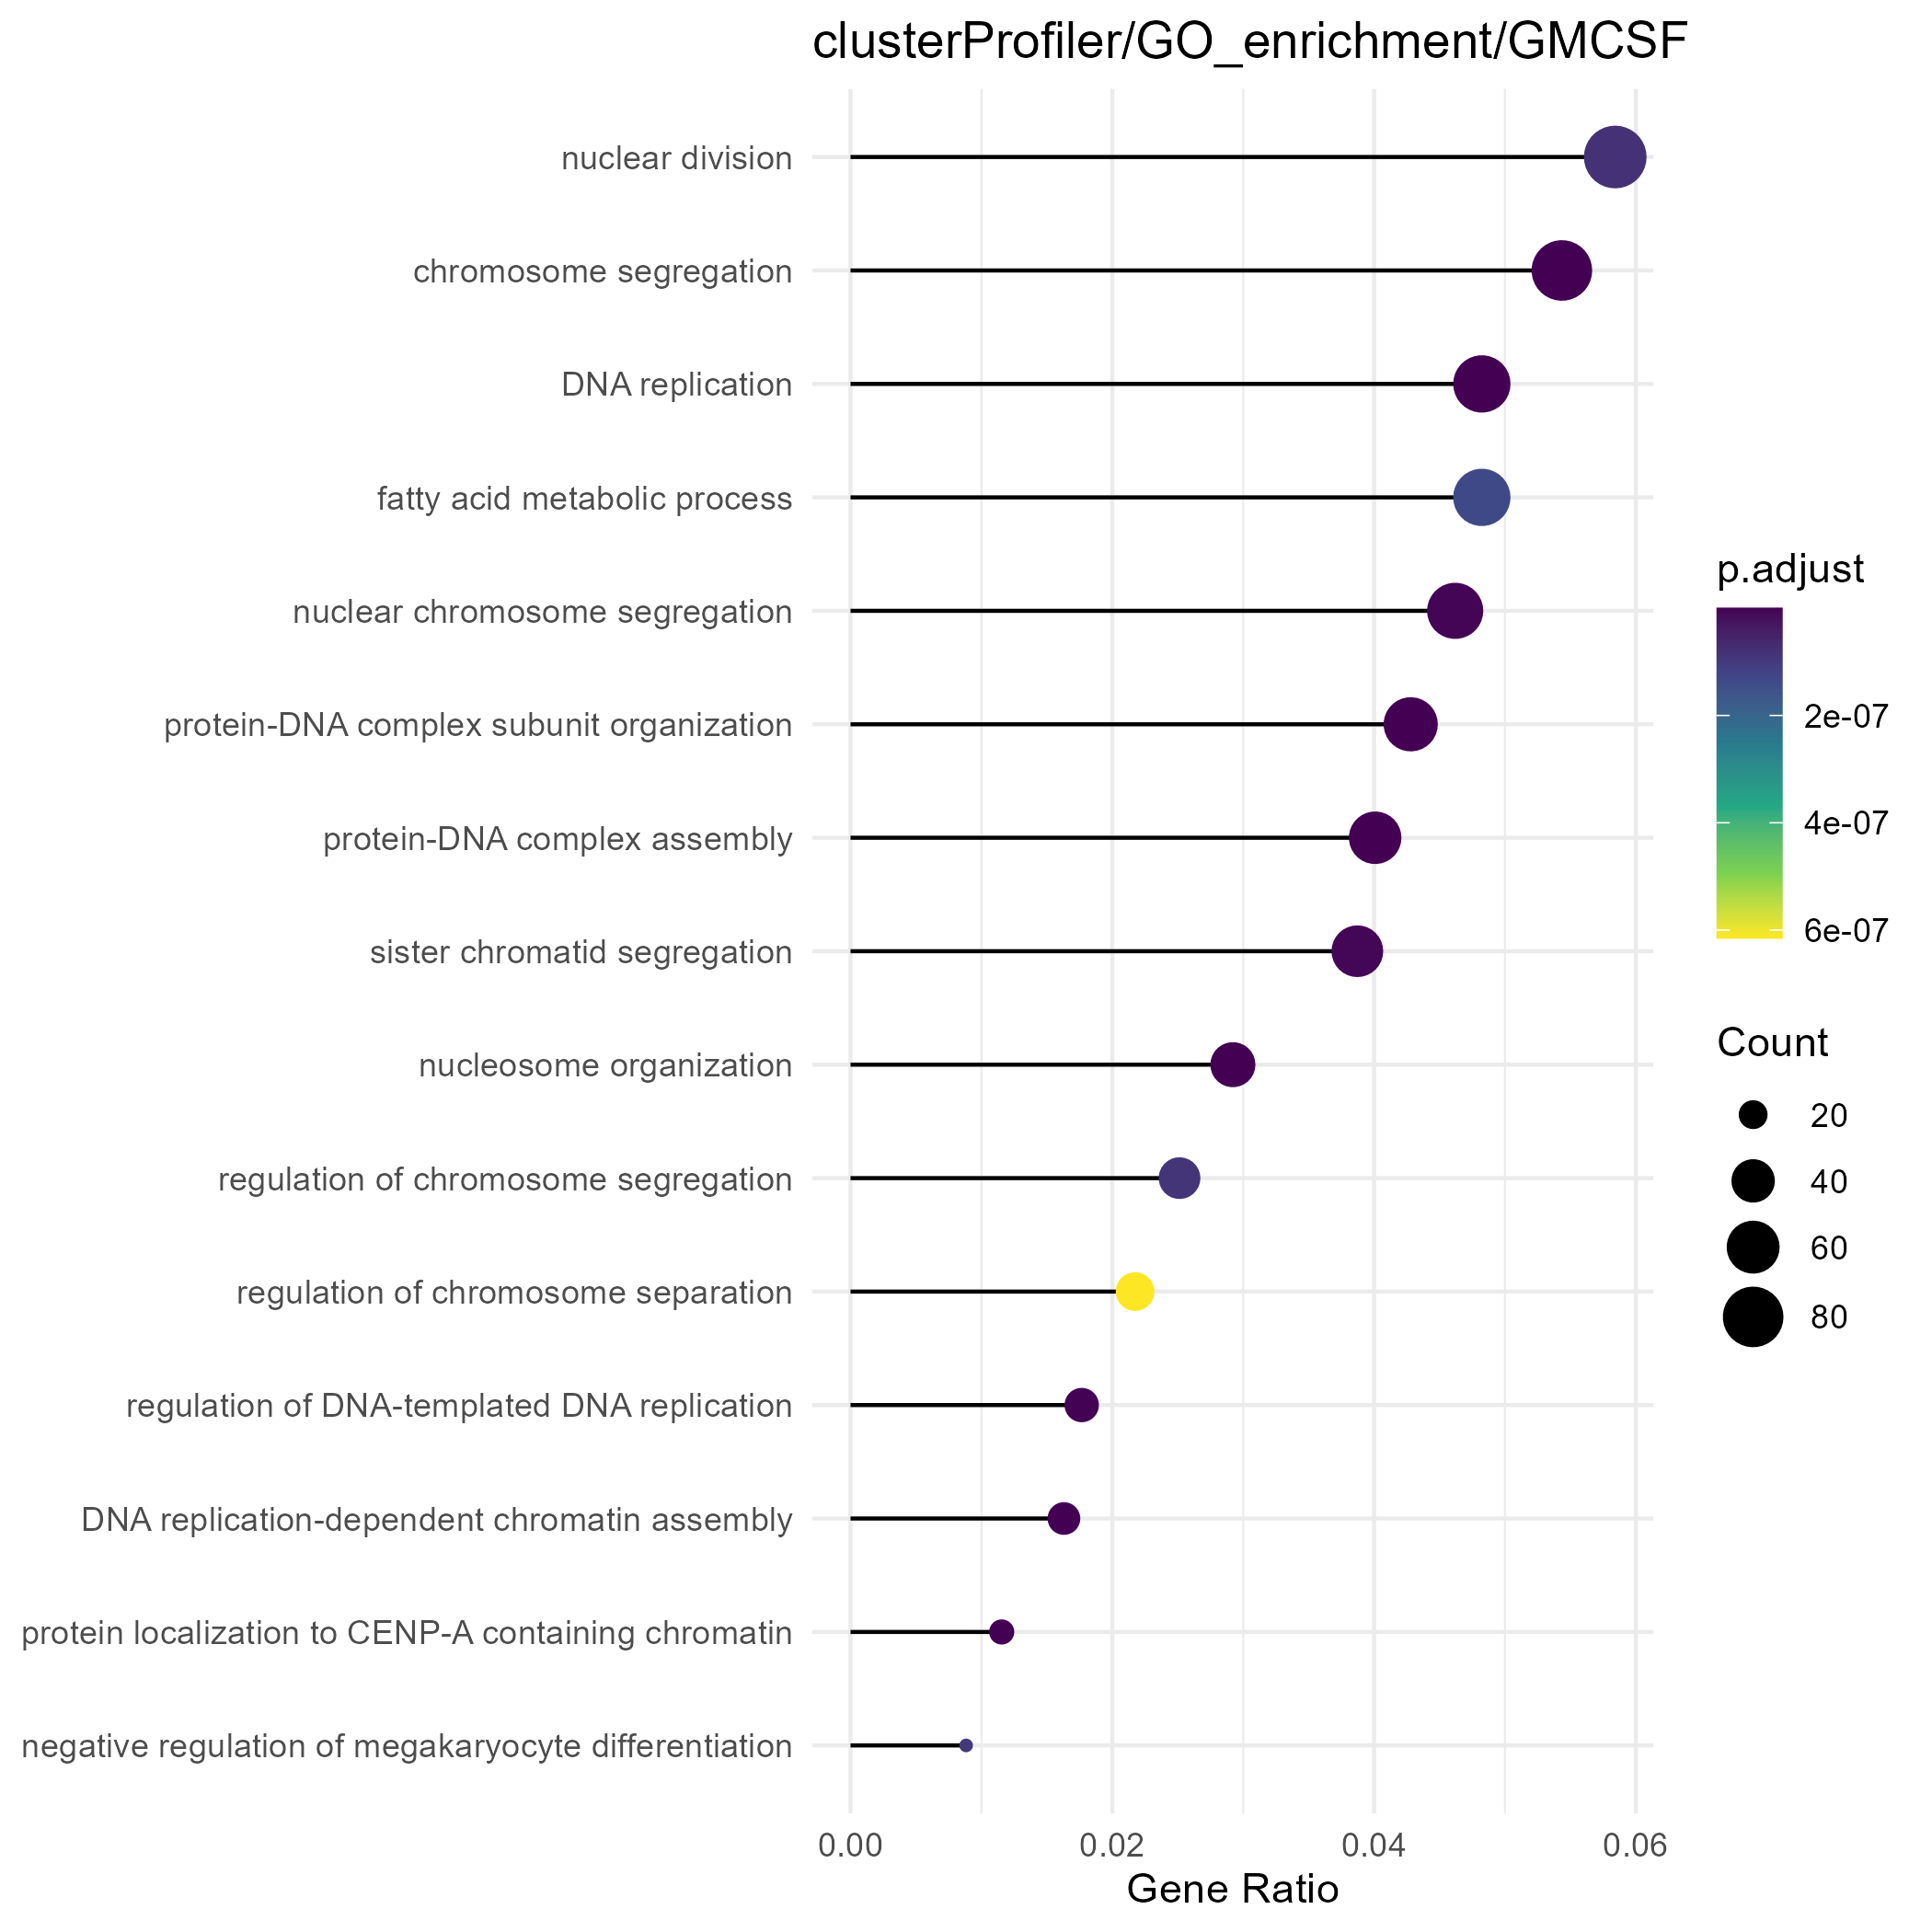 clusterProfiler/GO_enrichment/GMCSF
nuclear division
chromosome segregation
DNA replication
fatty acid metabolic process
nuclear chromosome segregation
protein-DNA complex subunit organization
protein-DNA complex assembly
sister chromatid segregation
nucleosome organization
regulation of chromosome segregation
regulation of chromosome separation
regulation of DNA-templated DNA replication
DNA replication-dependent chromatin assembly
protein localization to CENP-A containing chromatin
negative regulation of megakaryocyte differentiation
0.00 0.02 0.04 0.06
Gene Ratio
p.adjust
2e-07
4e-07
6e-07
Count
20
40
60
80